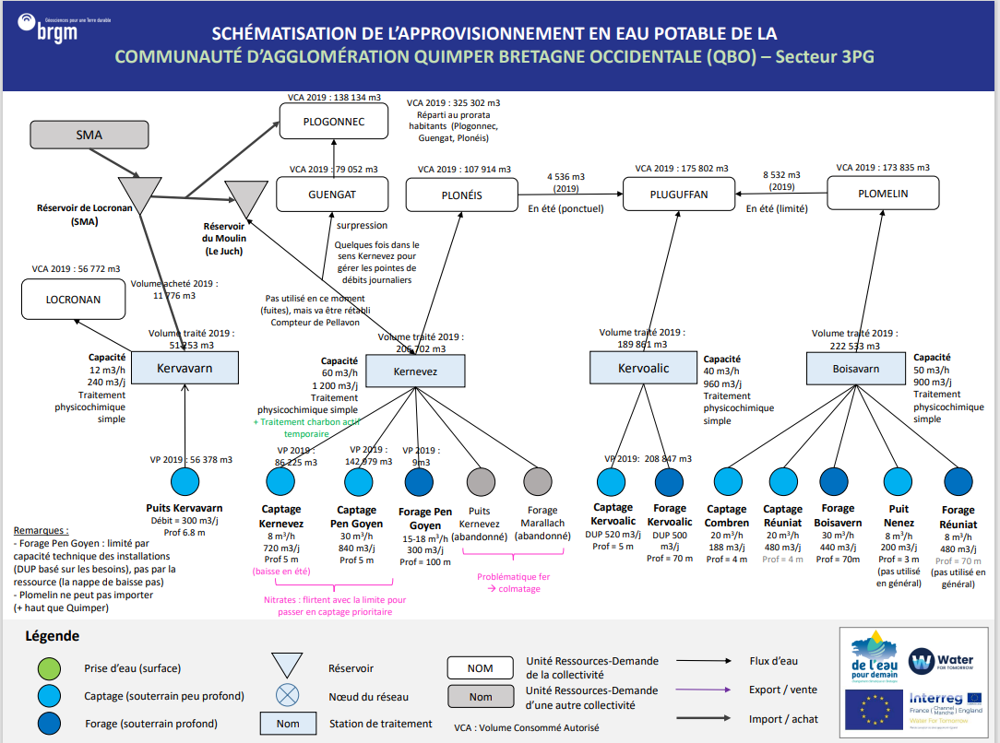 Géosciences pour une Terre durable
brgm
SCHÉMATISATION DE L'APPROVISIONNEMENT EN EAU POTABLE DE LA
COMMUNAUTÉ D'AGGLOMÉRATION QUIMPER BRETAGNE OCCIDENTALE (QBO) – Secteur 3PG
VCA 2019 : 138 134 m3
PLOGONNEC
VCA 2019 : 325 302 m3
Réparti au prorata
habitants (Plogonnec,
Guengat, Plonéis)
SMA
Réservoir de Locronan
(SMA)
Réservoir
du Moulin
(Le Juch)
VCA 2019 : 79 052 m3
GUENGAT
surpression
Quelques fois dans le
sens Kernevez pour
gérer les pointes de
débits journaliers
VCA 2019 : 107 914 m3
PLONÉIS
4 536 m3
(2019)
En été (ponctuel)
VCA 2019 : 175 802 m3
PLUGUFFAN
8 532 m3
(2019)
En été (limité)
VCA 2019 : 173 835 m3
PLOMELIN
VCA 2019 : 56 772 m3
LOCRONAN
Volume acheté 2019 :
11 776 m3
Pas utilisé en ce moment
(fuites), mais va être rétabli
Compteur de Pellavon
Volume traité 2019 :
51 253 m3
Kervavarn
Capacité
12 m3/h
240 m3/j
Traitement
physicochimique
simple
Volume traité 2019 :
206 702 m3
Kernevez
Capacité
60 m3/h
1 200 m3/j
Traitement
physicochimique simple
+ Traitement charbon actif
temporaire
Volume traité 2019 :
189 861 m3
Kervoalic
Capacité
40 m3/h
960 m3/j
Traitement
physicochimique
simple
Volume traité 2019 :
222 533 m3
Boisavarn
Capacité
50 m3/h
900 m3/j
Traitement
physicochimique
simple
VP 2019 : 56 378 m3
Puits Kervavarn
Débit = 300 m3/j
Prof 6.8 m
VP 2019 :
86 225 m3
Captage
Kernevez
8 m³/h
720 m3/j
Prof 5 m
(baisse en été)
VP 2019 :
142 979 m3
Captage
Pen Goyen
30 m³/h
840 m3/j
Prof 5 m
VP 2019 :
9m3
Forage Pen
Goyen
15-18 m³/h
300 m3/j
Prof = 100 m
Puits
Kernevez
(abandonné)
Forage
Marallach
(abandonné)
Nitrates : flirtent avec la limite pour
passer en captage prioritaire
Problématique fer
→ colmatage
VP 2019: 208 847 m3
Captage
Kervoalic
DUP 520 m3/j
Prof = 5 m
Forage
Kervoalic
DUP 500
m3/j
Prof = 70 m
Captage
Combren
20 m³/h
188 m3/j
Prof = 4 m
Captage
Réuniat
20 m³/h
480 m3/j
Prof = 4 m
Forage
Boisavarn
30 m³/h
440 m3/j
Prof = 70m
Puit
Nenez
8 m³/h
200 m3/j
Prof = 3 m
(pas utilisé
en général)
Forage
Réuniat
8 m³/h
480 m3/j
Prof = 70 m
(pas utilisé en
général)
Remarques :
- Forage Pen Goyen : limité par
capacité technique des installations
(DUP basé sur les besoins), pas par la
ressource (la nappe de baisse pas)
- Plomelin ne peut pas importer
(+ haut que Quimper)
Légende
Prise d'eau (surface)
Captage (souterrain peu profond)
Forage (souterrain profond)
Réservoir
Nœud du réseau
Nom
Station de traitement
NOM
Unité Ressources-Demande
de la collectivité
Nom
Unité Ressources-Demande
d'une autre collectivité
VCA : Volume Consommé Autorisé
Flux d'eau
Export / vente
Import / achat
de l'eau
pour demain
Water
FOR TOMORROW
Interreg
France ( Channel
Manche ) England
Water For Tomorrow